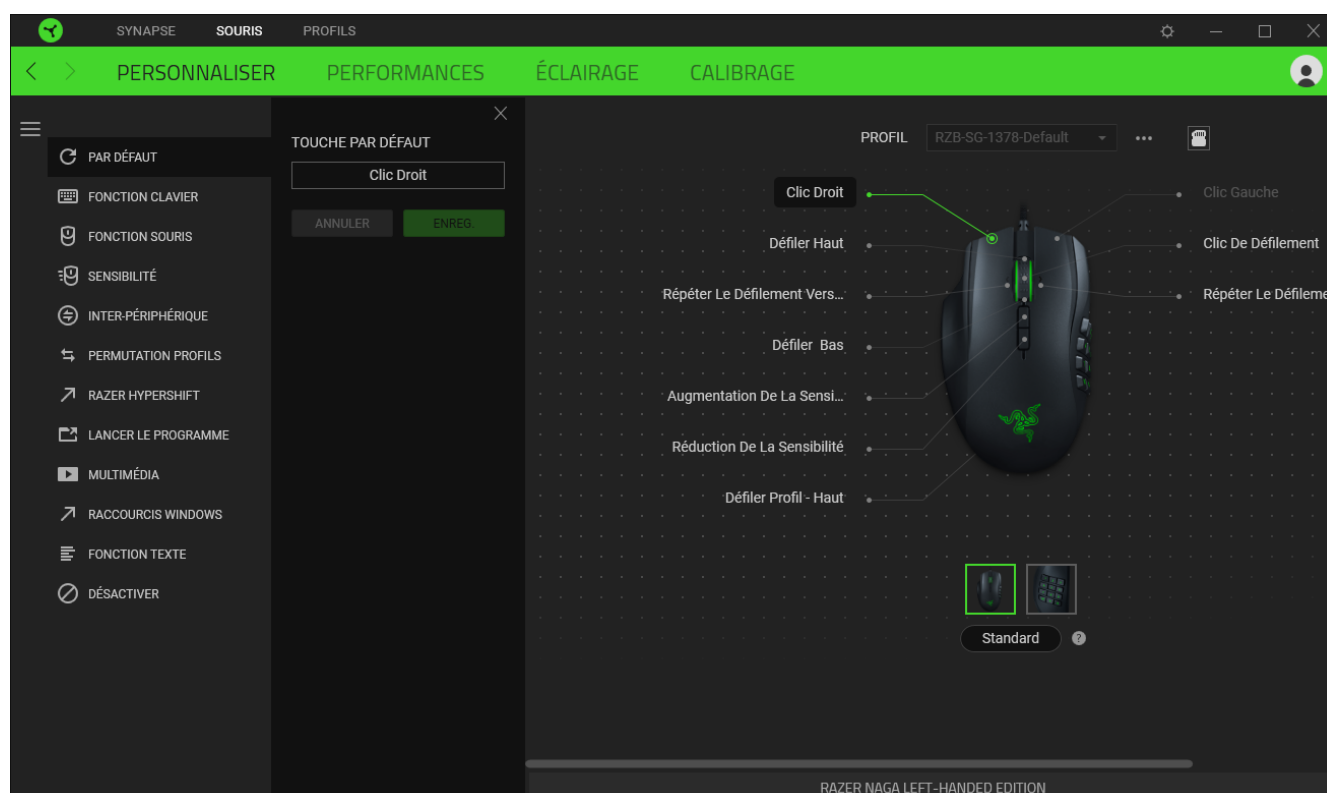 SYNAPSE SOURIS PROFILS
PERSONNALISER PERFORMANCES ÉCLAIRAGE CALIBRAGE
PAR DÉFAUT
FONCTION CLAVIER
FONCTION SOURIS
SENSIBILITÉ
INTER-PÉRIPHÉRIQUE
PERMUTATION PROFILS
RAZER HYPERSHIFT
LANCER LE PROGRAMME
MULTIMÉDIA
RACCOURCIS WINDOWS
FONCTION TEXTE
DÉSACTIVER
TOUCHE PAR DÉFAUT
Clic Droit
ANNULER ENREG.
PROFIL RZB-SG-1378-Default
Clic Droit
Défiler Haut
Répéter Le Défilement Vers...
Défiler Bas
Augmentation De La Sensi...
Réduction De La Sensibilité
Défiler Profil - Haut
Clic Gauche
Clic De Défilement
Répéter Le Défileme
Standard ?
RAZER NAGA LEFT-HANDED EDITION